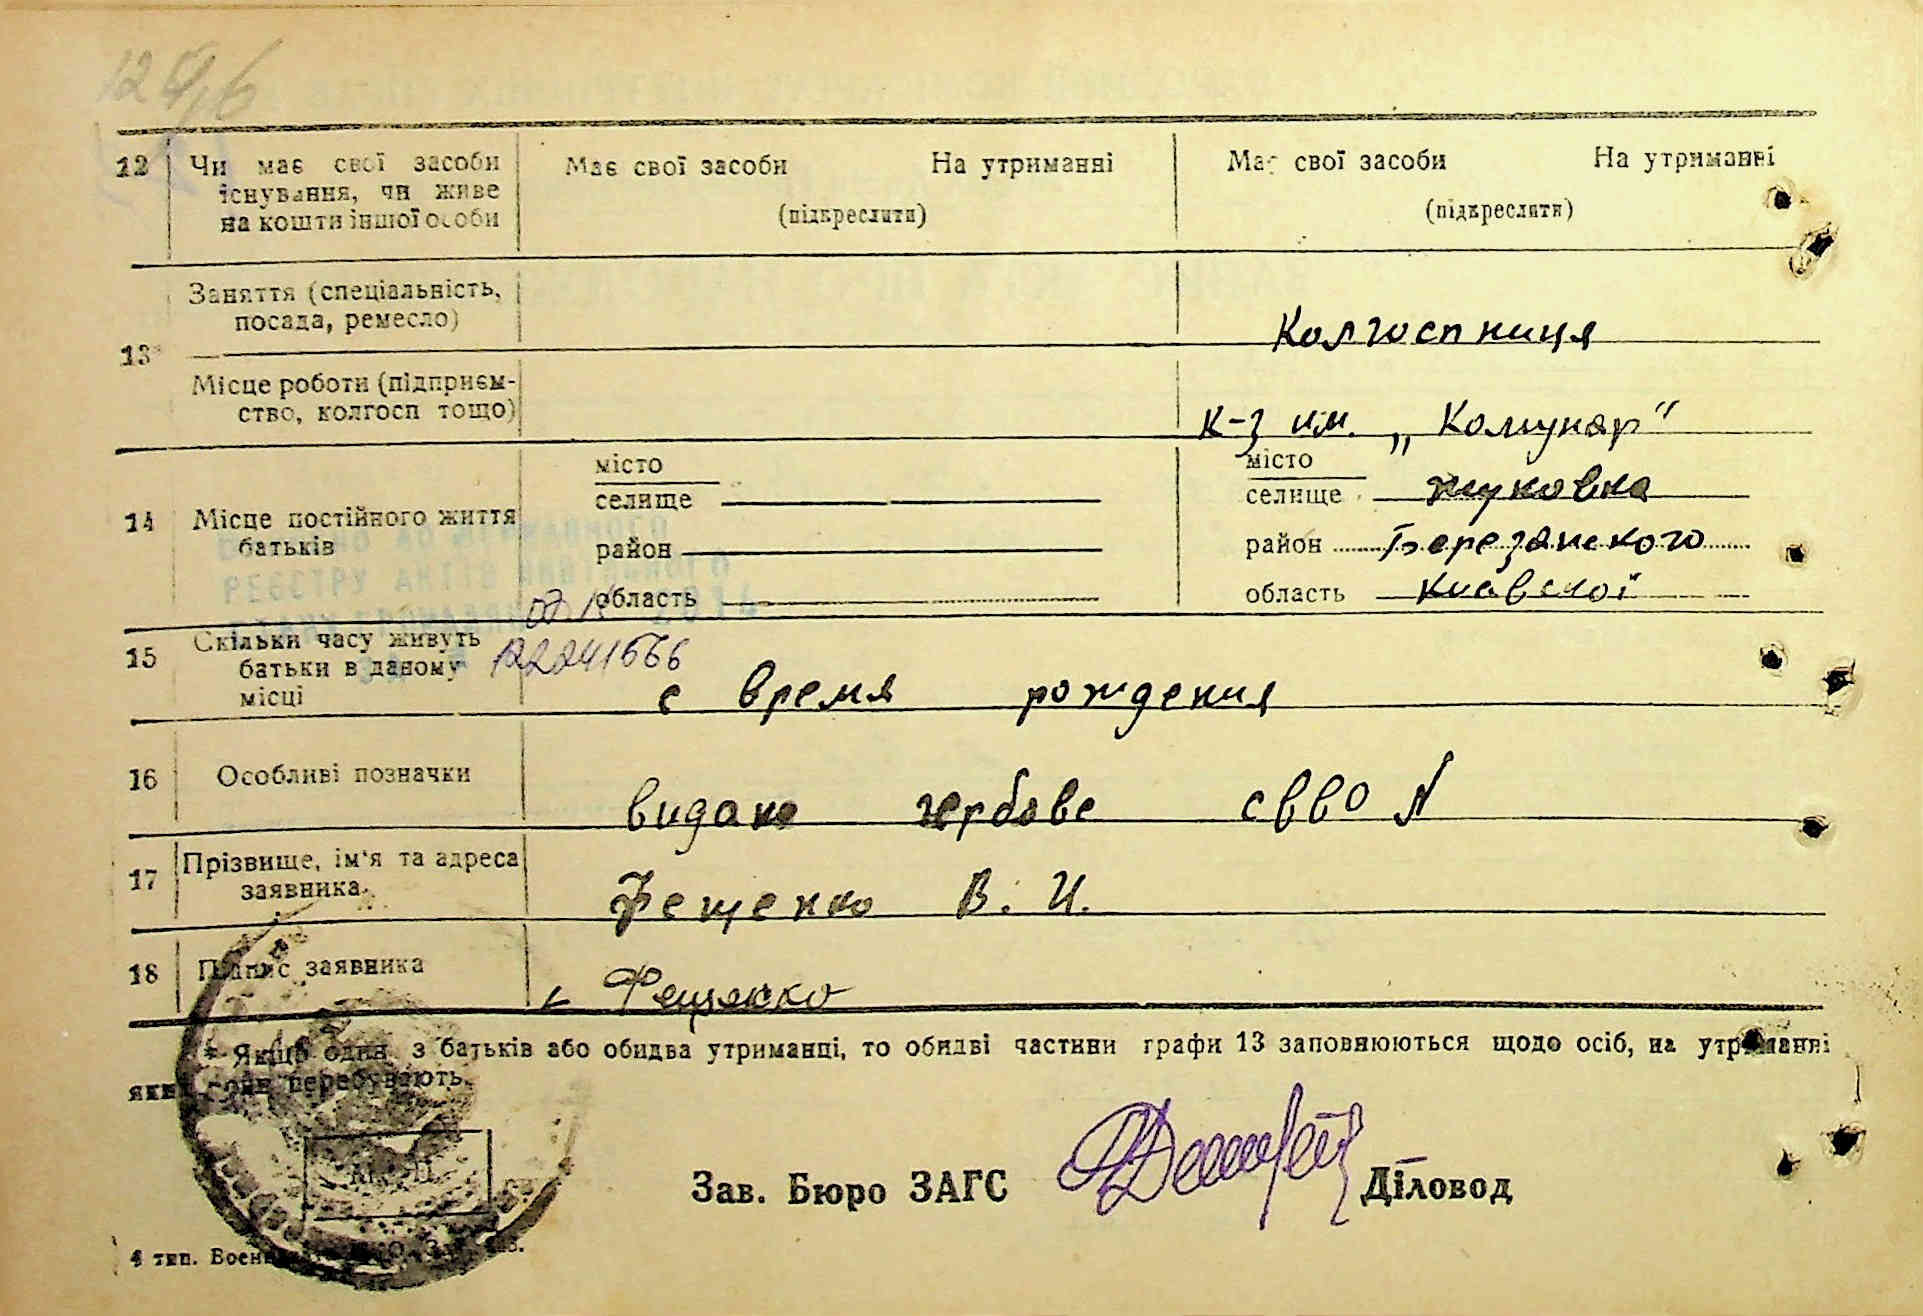 12
Чи має свої засоби
існування, чи живе
на кошти іншої особи
Має свої засоби На утриманні
(підкреслити)
Має свої засоби На утриманні
(підкреслити)
13*
Заняття (спеціальність,
посада, ремесло)
Колгоспниця
Місце роботи (підприєм-
ство, колгосп тощо)
к-з им. „Комунар"
14
Місце постійного життя
батьків
місто
селище
район
область
місто
селище Жуковка
район Березанского
область Київскої
15
Скільки часу живуть
батьки в даному
місці
с время рождения
16
Особливі позначки
видано гербове свво N
17
Прізвище, ім'я та адреса
заявника
Фещенко В. И.
18
Підпис заявника
Фещенко
* Якщо один з батьків або обидва утриманці, то обидві частини графи 13 заповнюються щодо осіб, на утриманні
яких вони перебувають.
Зав. Бюро ЗАГС Діловод
4 тип.